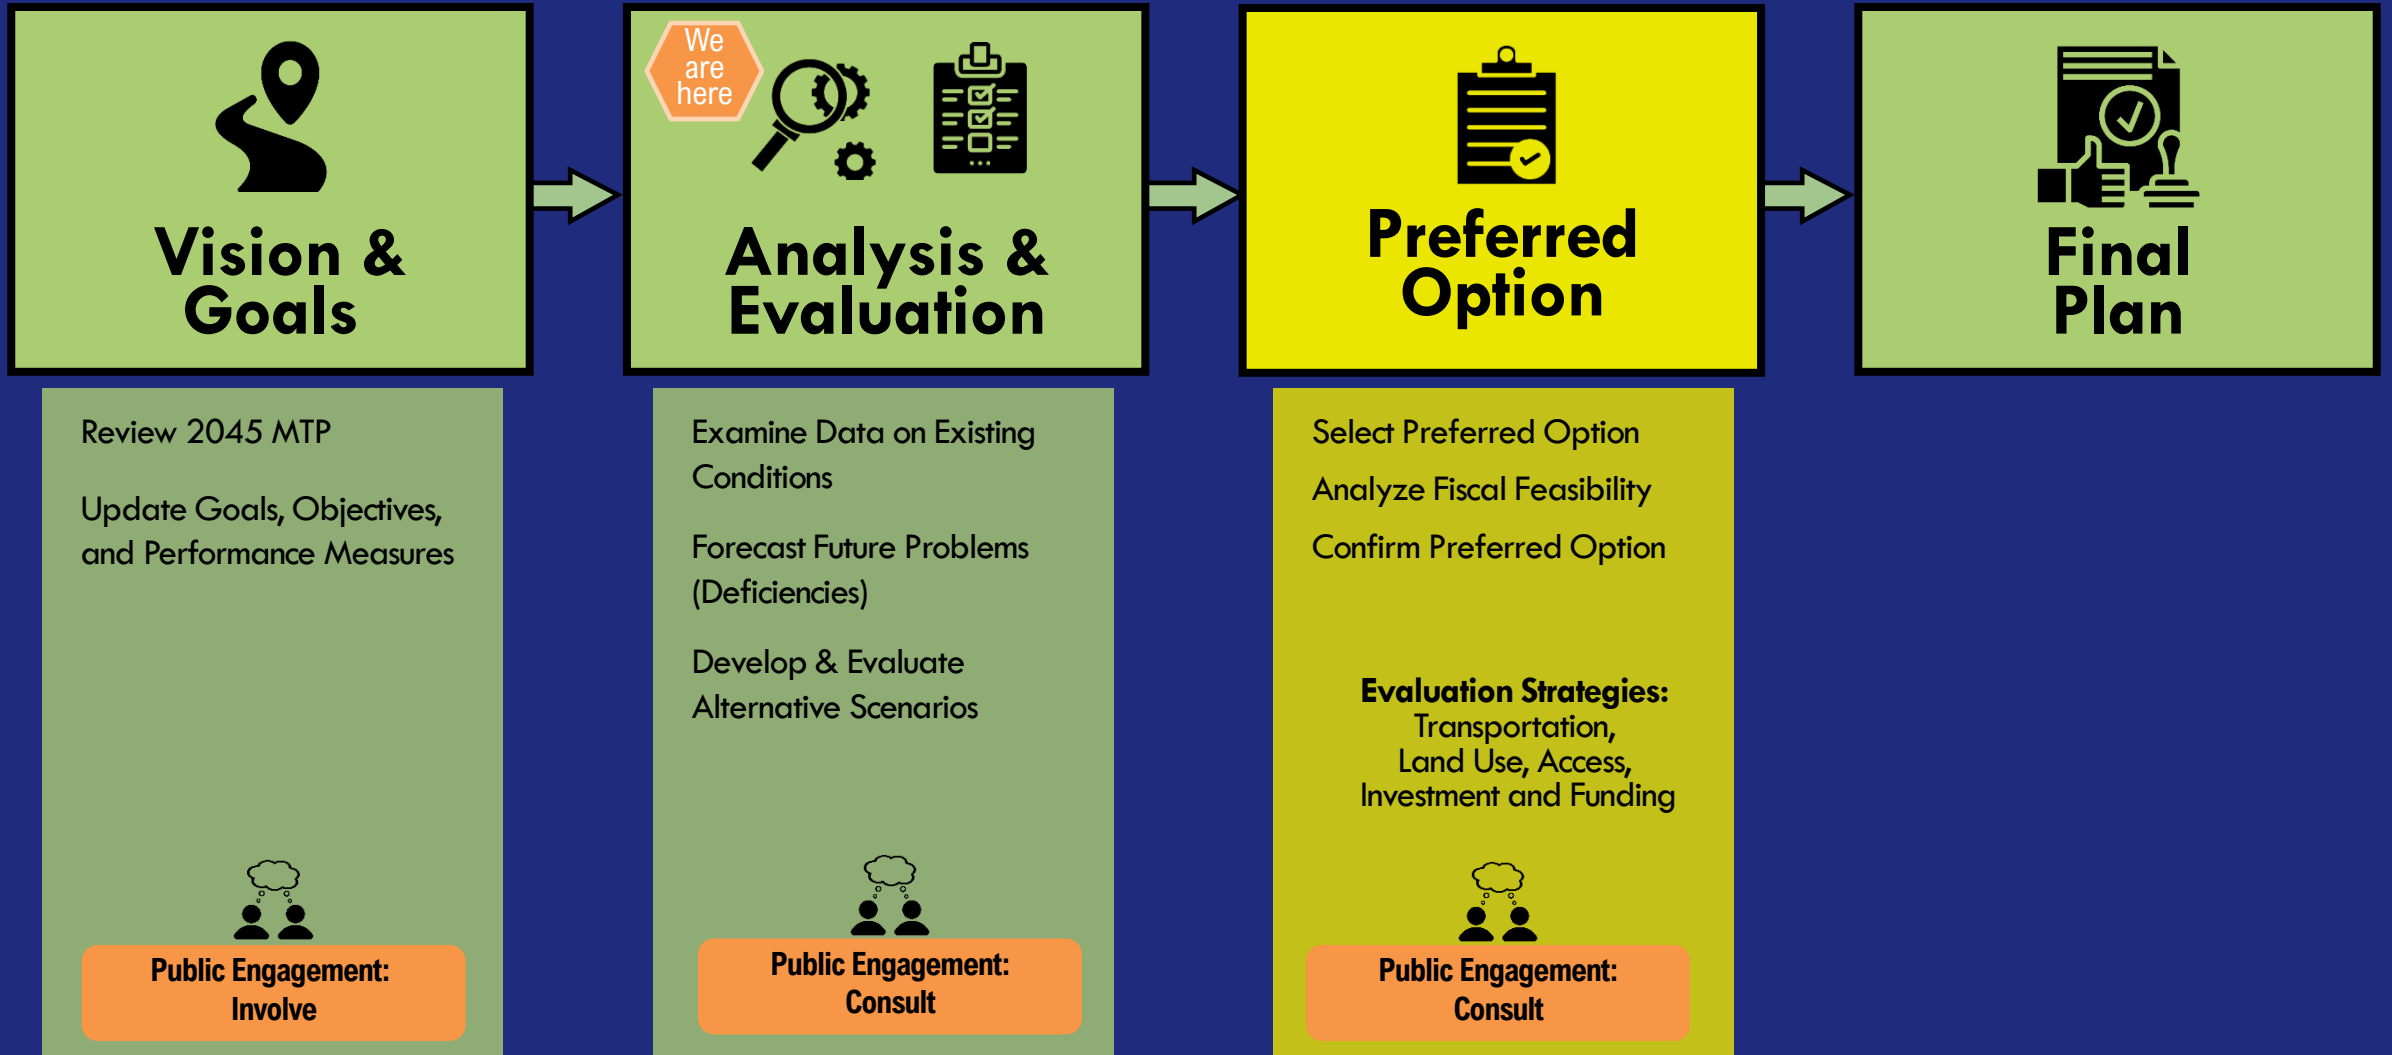 We
are
here
Vision &
Goals
Analysis &
Evaluation
Preferred
Option
Final
Plan
Review 2045 MTP
Update Goals, Objectives,
and Performance Measures
Public Engagement:
Involve
Examine Data on Existing
Conditions
Forecast Future Problems
(Deficiencies)
Develop & Evaluate
Alternative Scenarios
Public Engagement:
Consult
Select Preferred Option
Analyze Fiscal Feasibility
Confirm Preferred Option
Evaluation Strategies:
Transportation,
Land Use, Access,
Investment and Funding
Public Engagement:
Consult